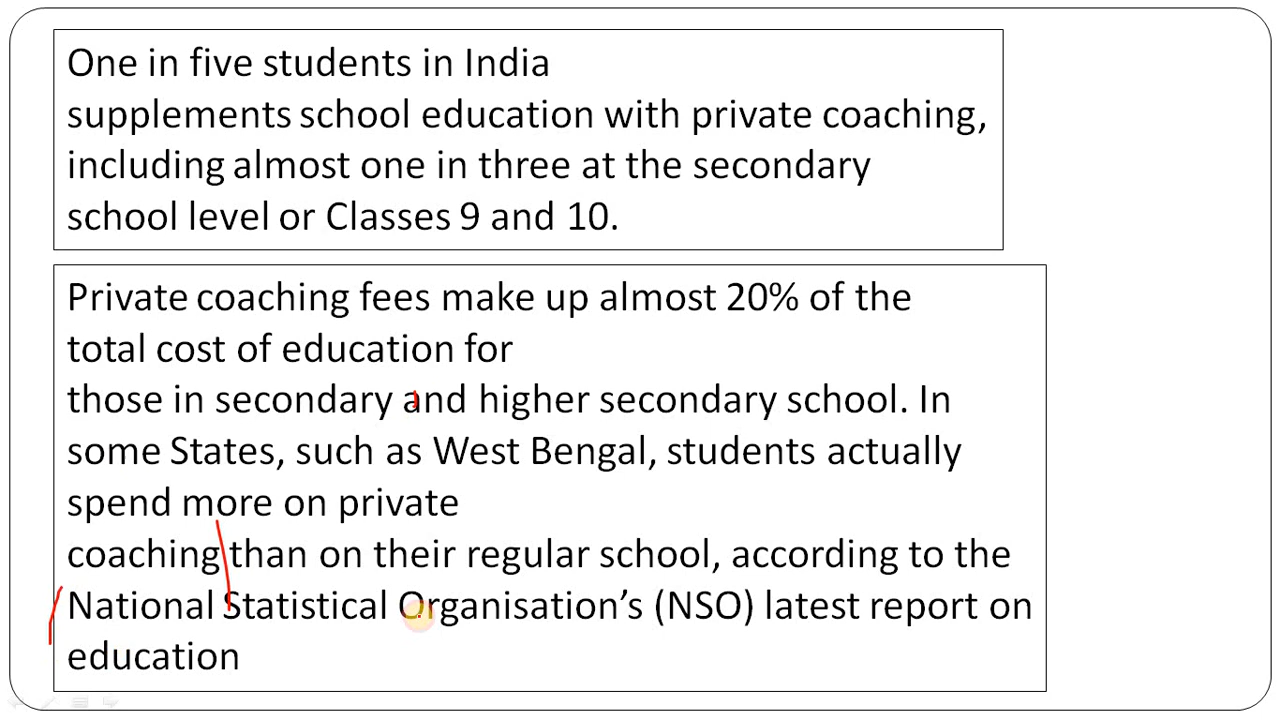 One in five students in India
supplements school education with private coaching,
including almost one in three at the secondary
school level or Classes 9 and 10.
Private coaching fees make up almost 20% of the
total cost of education for
those in secondary and higher secondary school. In
some States, such as West Bengal, students actually
spend more on private
coaching than on their regular school, according to the
National Statistical Organisation’s (NSO) latest report on
education